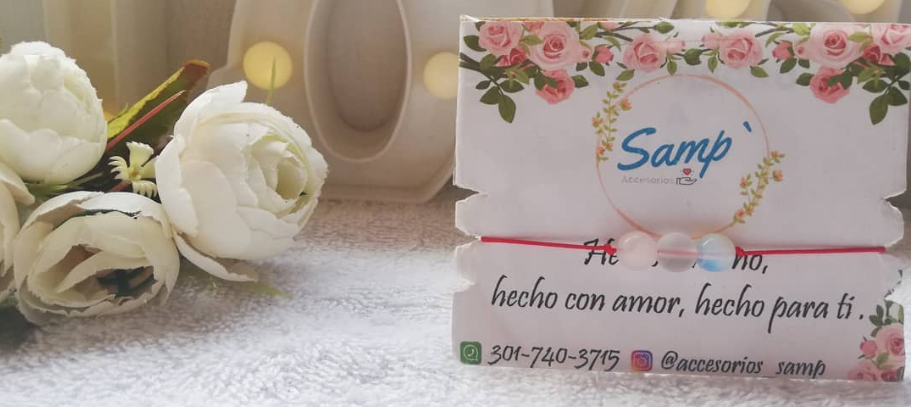 Samp`
Accesorios
hecho con amor, hecho para ti.
301-740-3715 @accesorios_samp